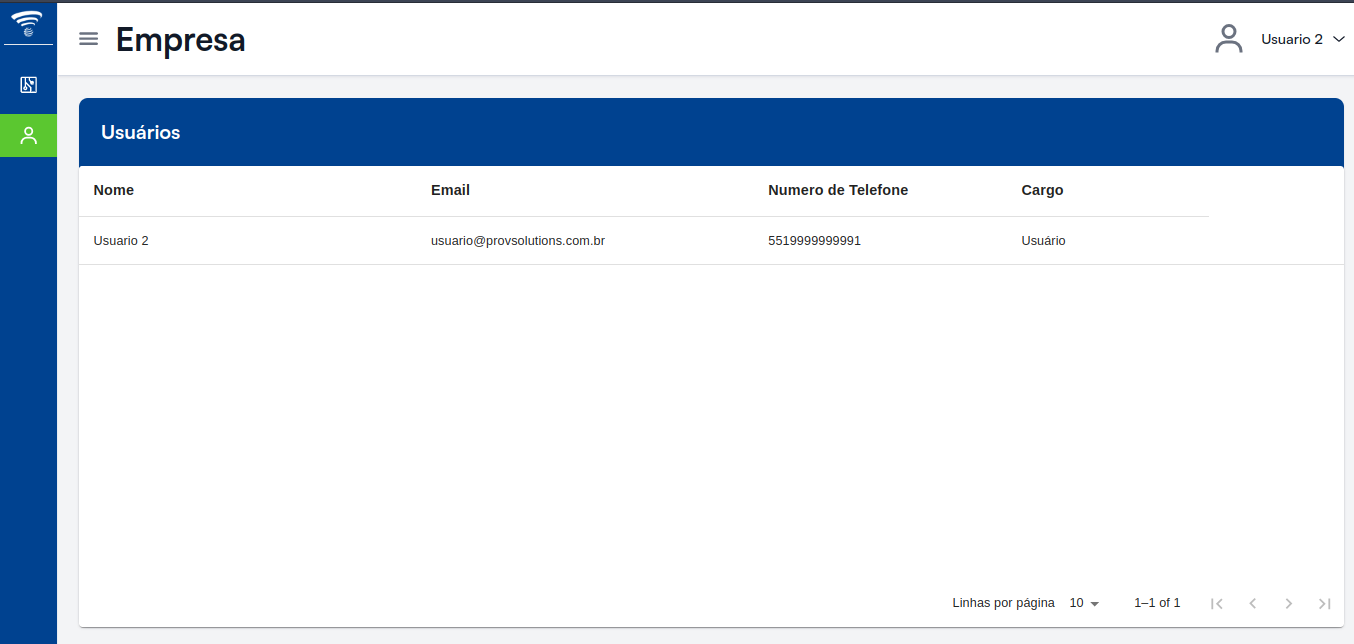 Empresa
Usuario 2
Usuários
Nome Email Numero de Telefone Cargo
Usuario 2 usuario@provsolutions.com.br 5519999999991 Usuário
Linhas por página 10 1–1 of 1